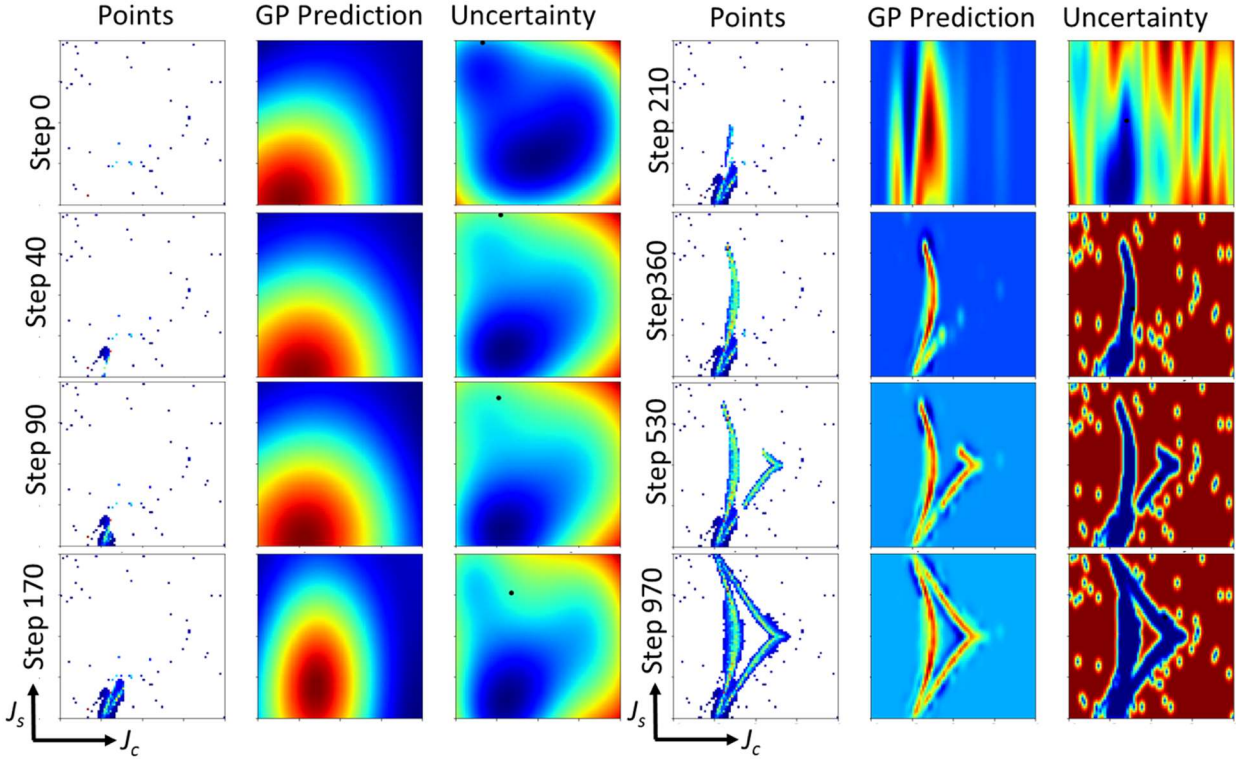 Points GP Prediction Uncertainty Points GP Prediction Uncertainty
Step 0
Step 210
Step 40
Step360
Step 90
Step 530
Step 170
Step 970
Js
Jc
Js
Jc